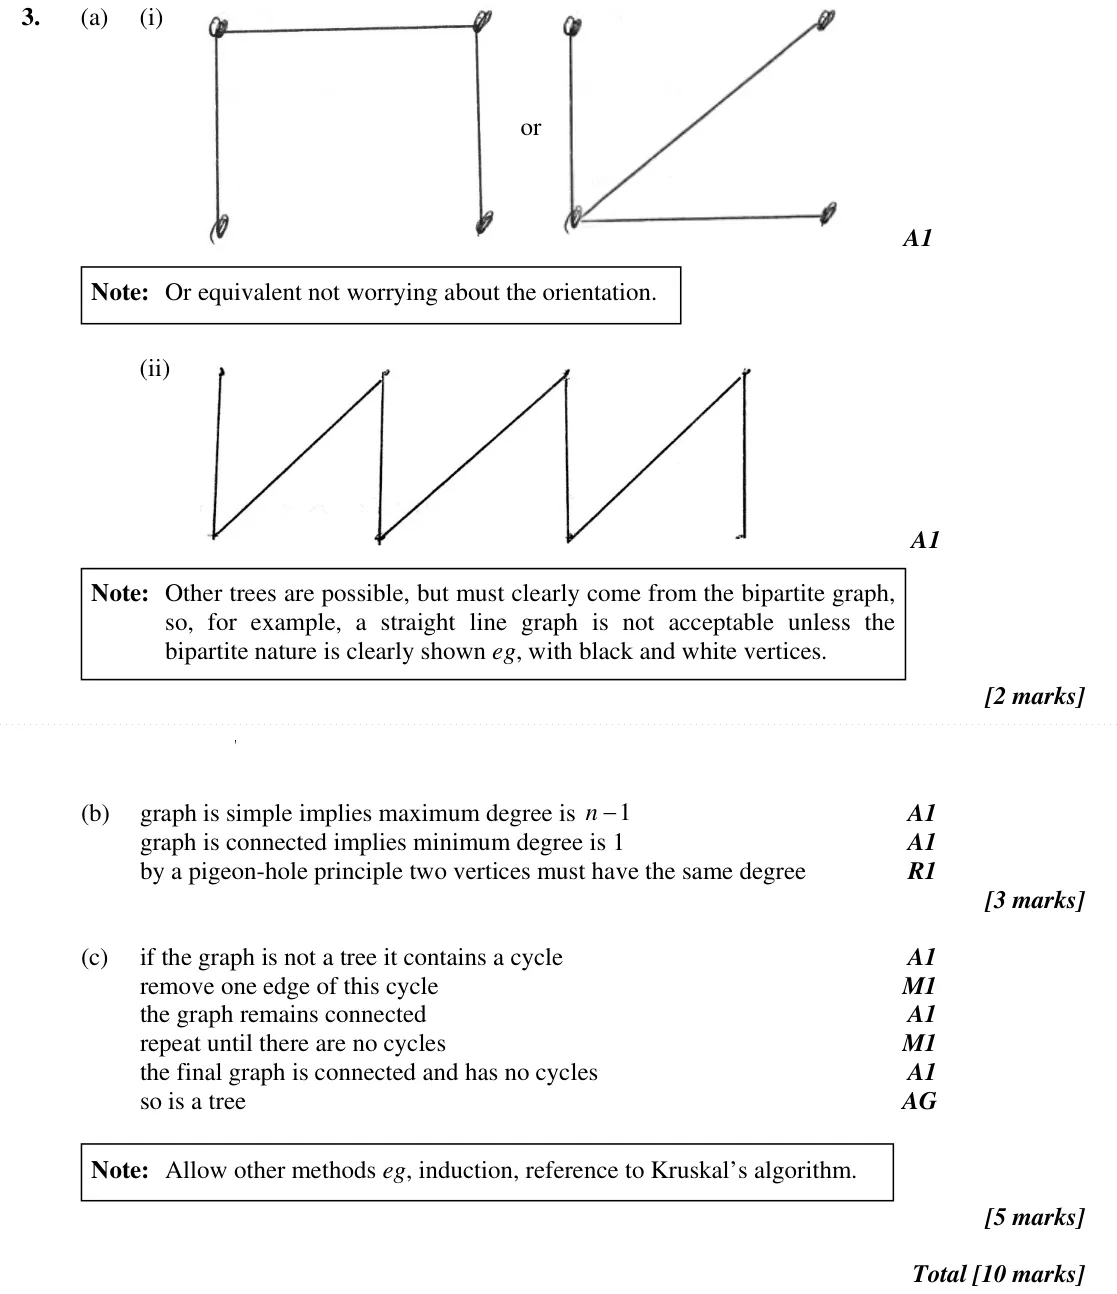 3. (a) (i)
or
A1
Note: Or equivalent not worrying about the orientation.
(ii)
A1
Note: Other trees are possible, but must clearly come from the bipartite graph,
so, for example, a straight line graph is not acceptable unless the
bipartite nature is clearly shown eg, with black and white vertices.
[2 marks]
(b) graph is simple implies maximum degree is n – 1 A1
graph is connected implies minimum degree is 1 A1
by a pigeon-hole principle two vertices must have the same degree R1
[3 marks]
(c) if the graph is not a tree it contains a cycle A1
remove one edge of this cycle M1
the graph remains connected A1
repeat until there are no cycles M1
the final graph is connected and has no cycles A1
so is a tree AG
Note: Allow other methods eg, induction, reference to Kruskal's algorithm.
[5 marks]
Total [10 marks]